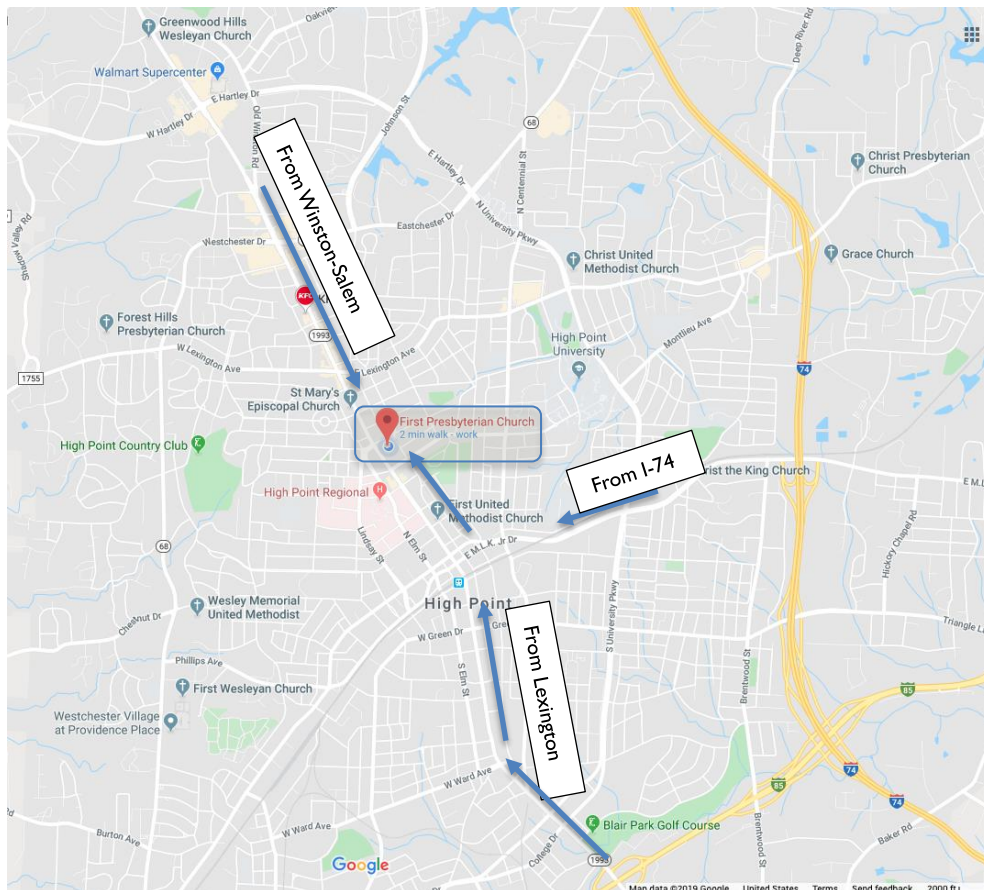 Greenwood Hills
Wesleyan Church
Oakview
Walmart Supercenter
E Hartley Dr
W Hartley Dr
Johnson St
68
Deep River Rd
From Winston-Salem
E Hartley Dr
N Centennial St
Christ Presbyterian
Church
Shadow Valley Rd
Westchester Dr
Eastchester Dr
N University Pkwy
Christ United
Methodist Church
Grace Church
KFC
Forest Hills
Presbyterian Church
1993
High Point
University
Montlieu Ave
W Lexington Ave
E Lexington Ave
1755
74
St Mary's
Episcopal Church
First Presbyterian Church
2 min walk - work
High Point Country Club
From I-74
Christ the King Church
High Point Regional
H
First United
Methodist Church
Lindsay St
N Elm St
E M.L.K. Jr Dr
Hickory Chapel Rd
68
High Point
Wesley Memorial
United Methodist
Chestnut Dr
W Green Dr
From Lexington
S University Pkwy
Phillips Ave
First Wesleyan Church
S Elm St
Brentwood St
85
Westchester Village
at Providence Place
W Ward Ave
74
85
74
W Ward Ave
Blair Park Golf Course
Burton Ave
College Dr
1993
Brentwood St
Baker Rd
Google
Map data ©2019 Google United States Terms Send feedback 2000 ft